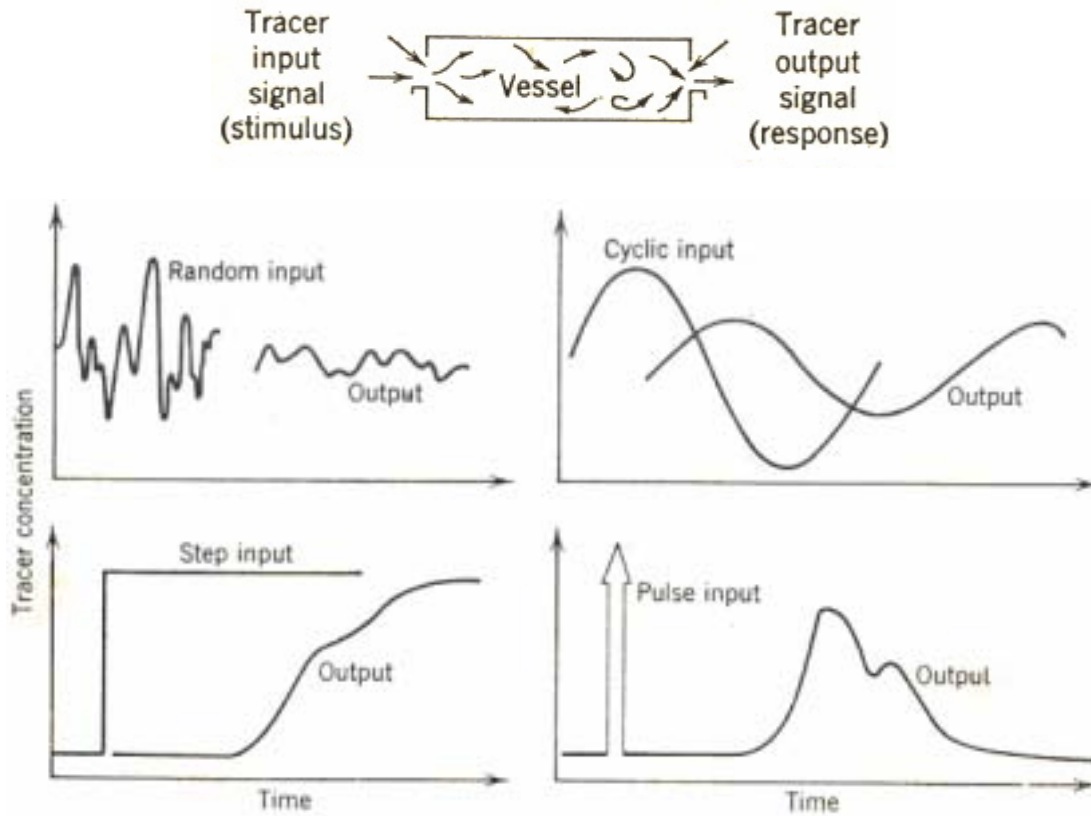 Tracer
input
signal
(stimulus)
Vessel
Tracer
output
signal
(response)
Tracer concentration
Random input
Output
Cyclic input
Output
Step input
Output
Time
Pulse input
Output
Time